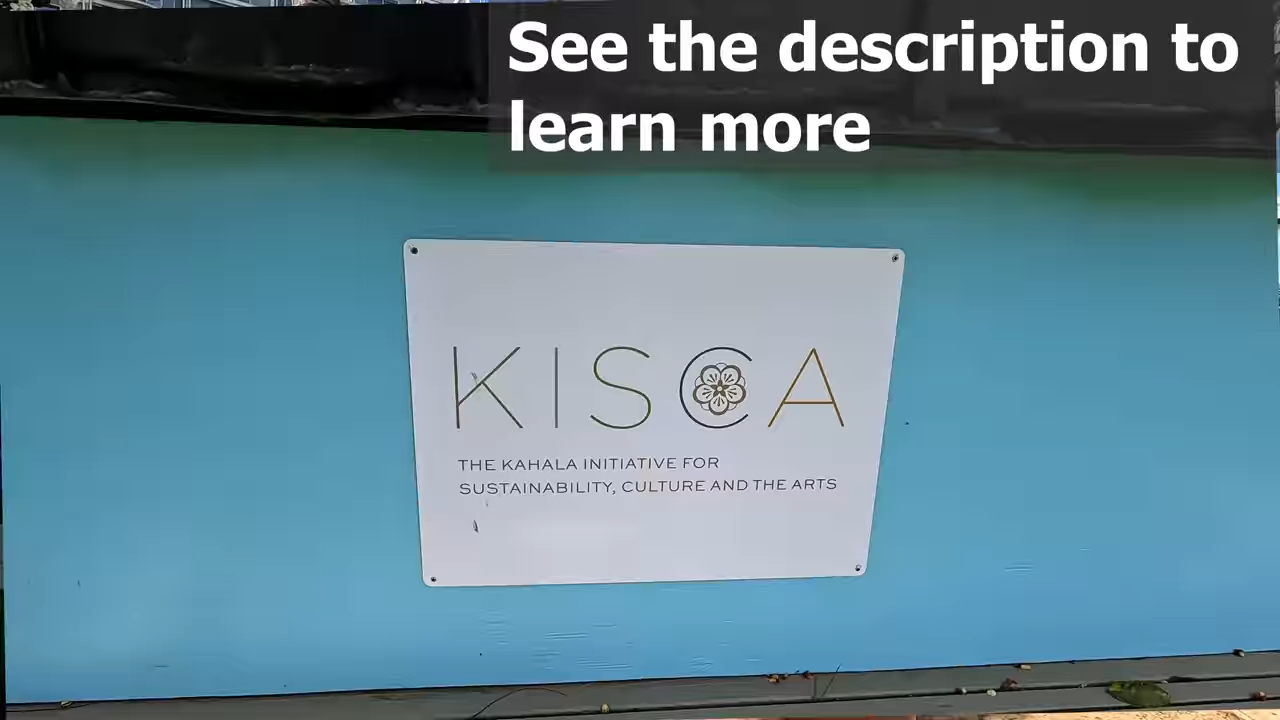 See the description to
learn more
KISCA
THE KAHALA INITIATIVE FOR
SUSTAINABILITY, CULTURE AND THE ARTS